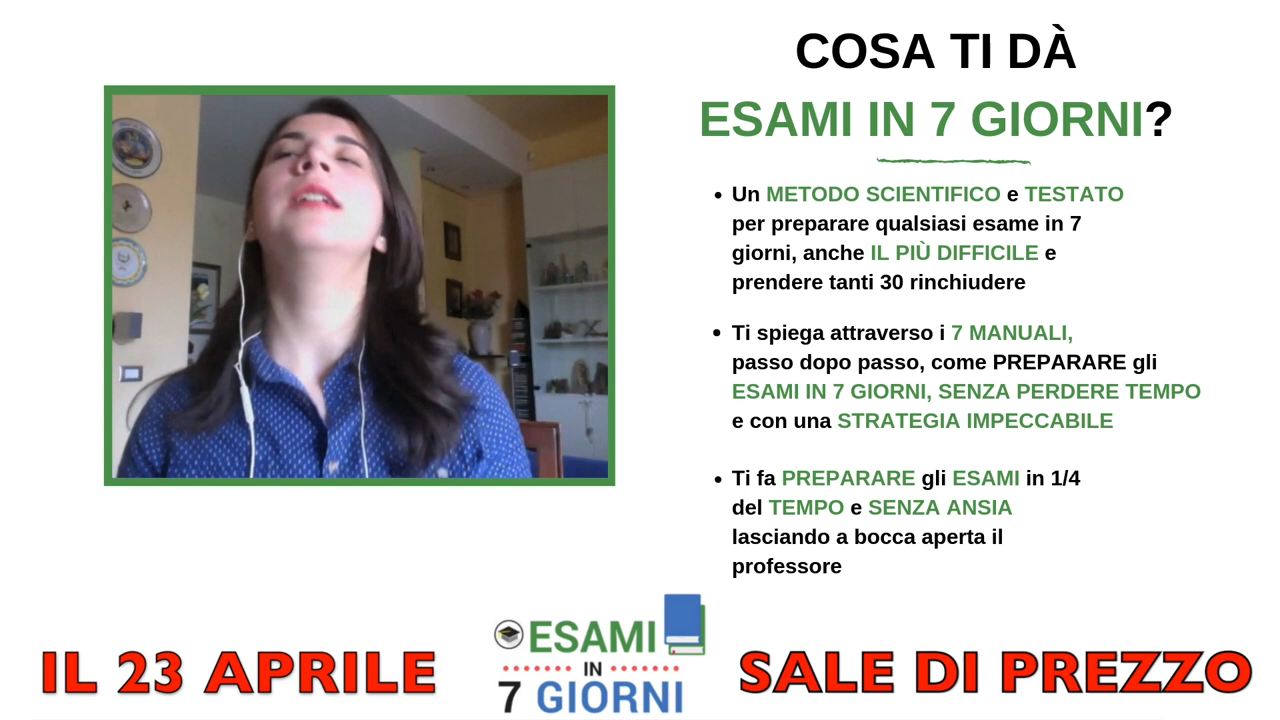 COSA TI DÀ
ESAMI IN 7 GIORNI?
• Un METODO SCIENTIFICO e TESTATO
per preparare qualsiasi esame in 7
giorni, anche IL PIÙ DIFFICILE e
prendere tanti 30 rinchiudere
• Ti spiega attraverso i 7 MANUALI,
passo dopo passo, come PREPARARE gli
ESAMI IN 7 GIORNI, SENZA PERDERE TEMPO
e con una STRATEGIA IMPECCABILE
• Ti fa PREPARARE gli ESAMI in 1/4
del TEMPO e SENZA ANSIA
lasciando a bocca aperta il
professore
IL 23 APRILE
ESAMI
IN
7 GIORNI
SALE DI PREZZO